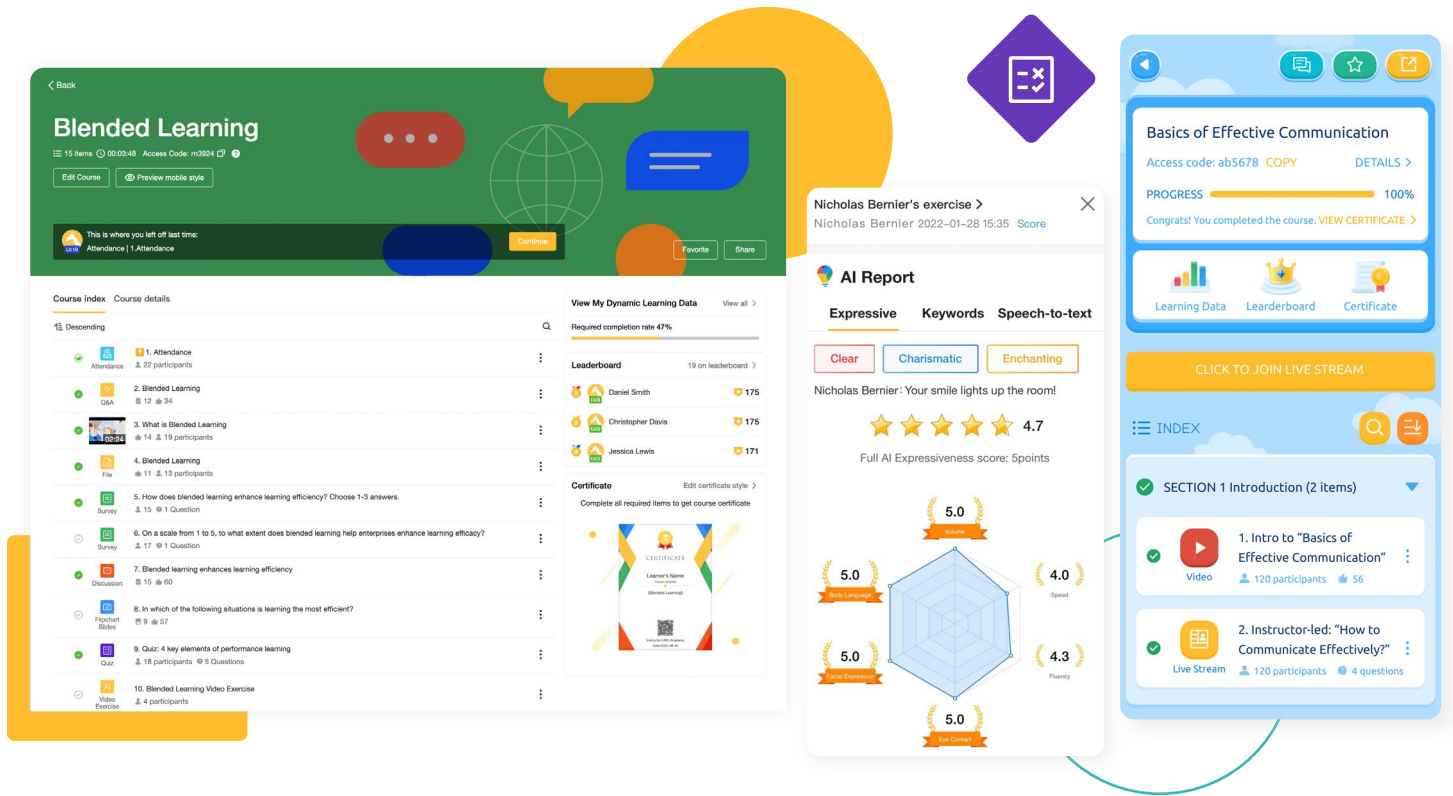 Back
Blended Learning
15 items 00:03:48 Access Code: m3924
Edit Course Preview mobile style
LV.19
This is where you left off last time:
Attendance | 1.Attendance
Continue
Favorite Share
Course index Course details
Descending
Attendance
1. Attendance
22 participants
Q&A
2. Blended Learning
12 34
02:24
3. What is Blended Learning
14 19 participants
File
4. Blended Learning
11 13 participants
Survey
5. How does blended learning enhance learning efficiency? Choose 1-3 answers.
15 1 Question
Survey
6. On a scale from 1 to 5, to what extent does blended learning help enterprises enhance learning efficacy?
17 1 Question
Discussion
7. Blended learning enhances learning efficiency
15 60
Flipchart
Slides
8. In which of the following situations is learning the most efficient?
9 57
Quiz
9. Quiz: 4 key elements of performance learning
18 participants 5 Questions
AI
Video
Exercise
10. Blended Learning Video Exercise
4 participants
View My Dynamic Learning Data View all
Required completion rate 47%
Leaderboard 19 on leaderboard
Daniel Smith 175
Christopher Davis 175
Jessica Lewis 171
Certificate Edit certificate style
Complete all required items to get course certificate
CERTIFICATE
Learner's Name
Nicholas Bernier's exercise
Nicholas Bernier 2022-01-28 15:35 Score
AI Report
Expressive Keywords Speech-to-text
Clear Charismatic Enchanting
Nicholas Bernier: Your smile lights up the room!
4.7
Full AI Expressiveness score: 5points
5.0
Volume
5.0
Body Language
4.0
Speed
5.0
Facial Expression
4.3
Fluency
5.0
Eye Contact
Basics of Effective Communication
Access code: ab5678 COPY DETAILS
PROGRESS 100%
Congrats! You completed the course. VIEW CERTIFICATE
Learning Data Learderboard Certificate
CLICK TO JOIN LIVE STREAM
INDEX
SECTION 1 Introduction (2 items)
Video
1. Intro to “Basics of
Effective Communication”
120 participants 56
Live Stream
2. Instructor-led: “How to
Communicate Effectively?”
120 participants 4 questions